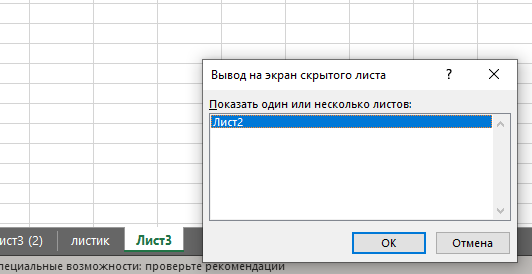 Вывод на экран скрытого листа
?
Показать один или несколько листов:
Лист2
ист3 (2) листик Лист3
ОК Отмена
пециальные возможности: проверьте рекомендации